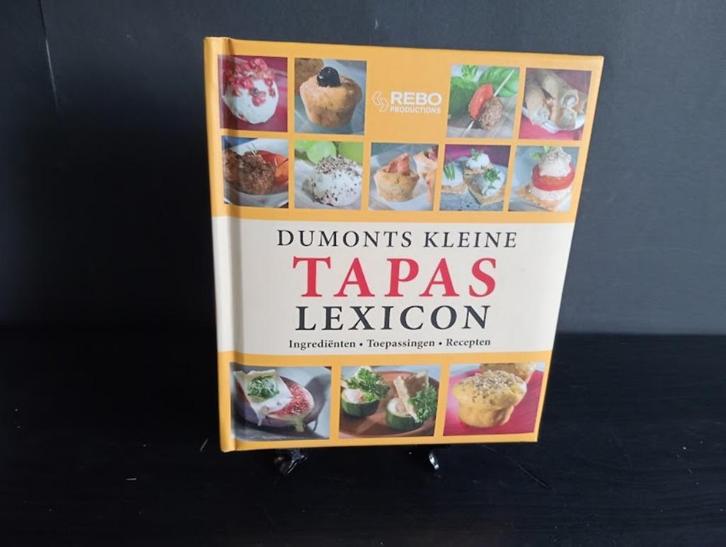 REBO
PRODUCTIONS
DUMONTS KLEINE
TAPAS
LEXICON
Ingrediënten • Toepassingen • Recepten